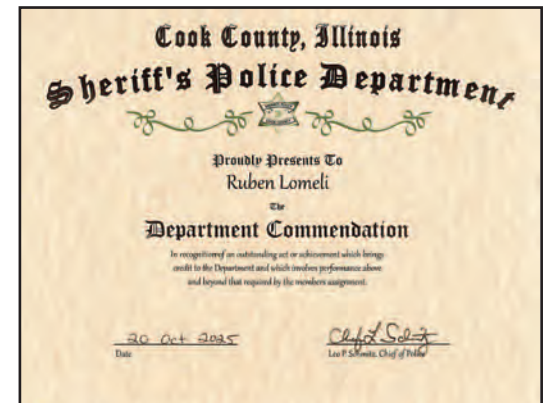 Cook County, Illinois
Sheriff's Police Department
Proudly Presents To
Ruben Lomeli
The
Department Commendation
In recognition of an outstanding act or achievement which brings
credit to the Department and which involves performance above
and beyond that required by the members assignment.
20 Oct 2025
Date
Leo P. Schmitz, Chief of Police